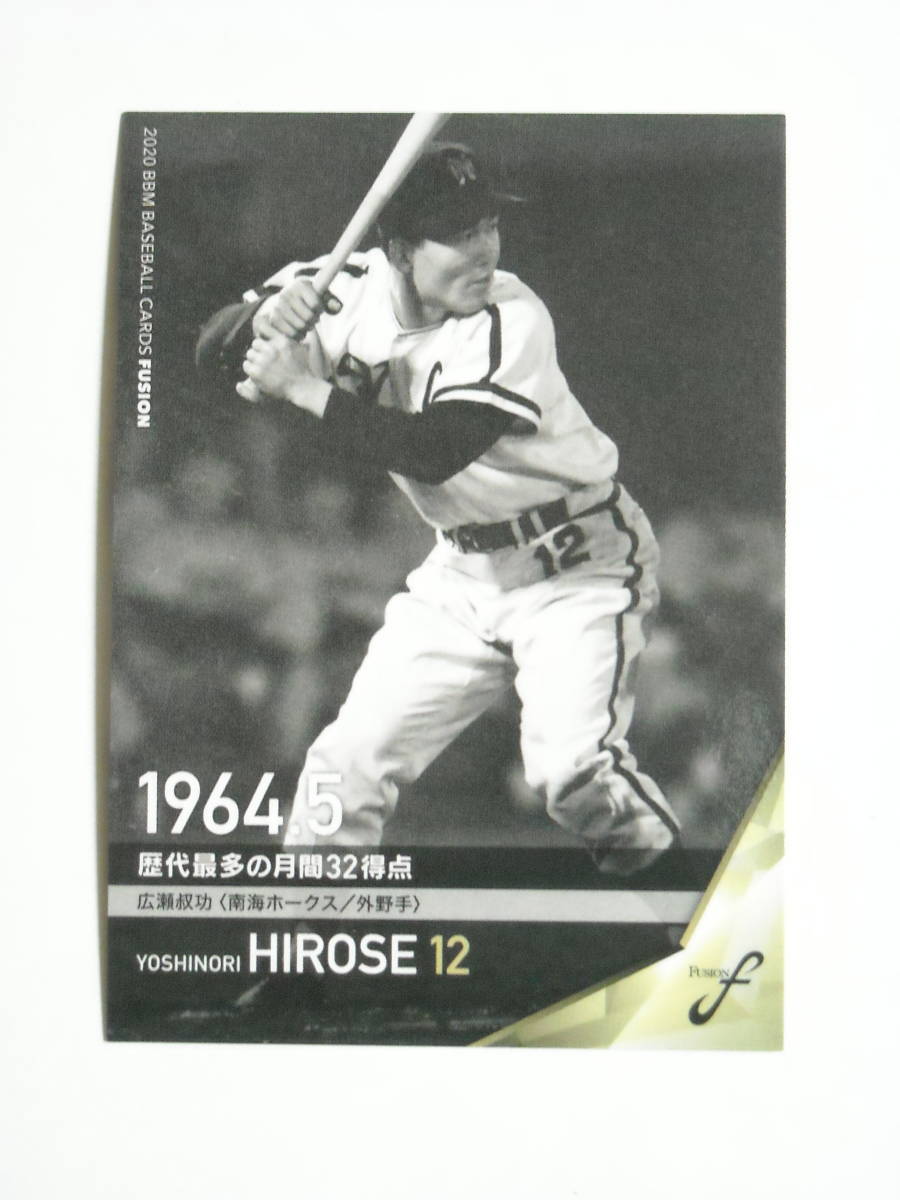 2020 BBM BASEBALL CARDS FUSION
12
1964.5
歴代最多の月間32得点
広瀬叔功〈南海ホークス／外野手〉
YOSHINORI HIROSE 12
FUSION
f